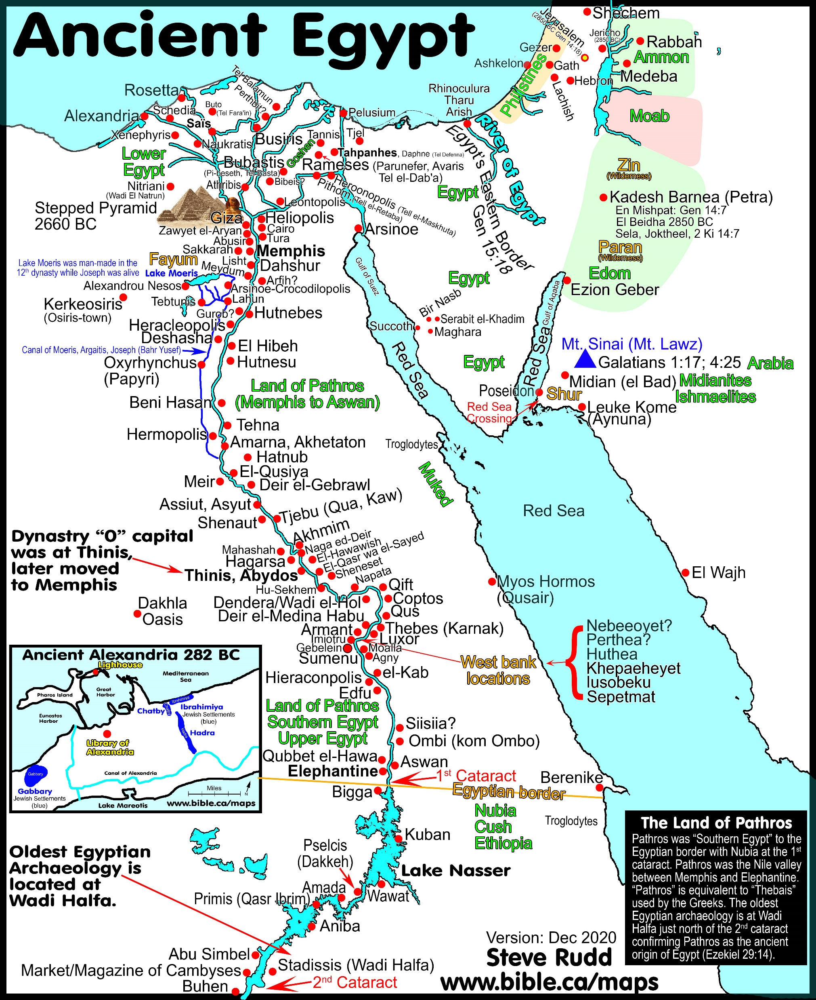 Ancient Egypt
Shechem
Jerusalem
(2850 BC Gen 14:18)
Jericho
(2850 BC)
Rabbah
Ammon
Gezer
Ashkelon
Gath
Medeba
Hebron
Lachish
Philistines
Moab
Rhinoculura
Tharu
Arish
Rosetta
Tel Balamun
Perthbit?
Buto
(Tel Fara'in)
Alexandria
Schedia
Saïs
Pelusium
Xenephyris
Naukratis
Busiris
Tannis
Tjel
Goshen
Tahpanhes, Daphne (Tel Defenna)
Lower
Egypt
Bubastis
(Pi-beseth, Tel Basta)
Rameses (Parunefer, Avaris
Tel el-Dab'a)
River of Egypt
Egypt's Eastern Border
Gen 15:18
Zin
(Wilderness)
Nitriani
(Wadi El Natrun)
Athribis
Bibeis?
Pithom, (Tell el-Retaba)
Heroonopolis (Tell el-Maskhuta)
Egypt
Kadesh Barnea (Petra)
En Mishpat: Gen 14:7
El Beidha 2850 BC
Sela, Joktheel, 2 Ki 14:7
Leontopolis
Stepped Pyramid
2660 BC
Giza
Heliopolis
Zawyet el-Aryan
Cairo
Arsinoe
Abusir
Tura
Sakkarah
Memphis
Paran
(Wilderness)
Fayum
Lisht
Dahshur
Lake Moeris was man-made in the
12th dynasty while Joseph was alive
Lake Moeris
Meydum
Gulf of Suez
Egypt
Edom
Alexandrou Nesos
Arfih?
Arsinoe-Crocodilopolis
Ezion Geber
Gulf of Aqaba
Kerkeosiris
(Osiris-town)
Tebtunis
Lahun
Gurob?
Hutnebes
Bir Nasb
Serabit el-Khadim
Succoth
Maghara
Heracleopolis
Deshasha
Canal of Moeris, Argaitis, Joseph (Bahr Yusef)
El Hibeh
Red Sea
Red Sea
Mt. Sinai (Mt. Lawz)
Galatians 1:17; 4:25
Arabia
Oxyrhynchus
(Papyri)
Hutnesu
Egypt
Midian (el Bad)
Midianites
Ishmaelites
Land of Pathros
(Memphis to Aswan)
Poseidon
Shur
Beni Hasan
Red Sea
Crossing
Leuke Kome
(Aynuna)
Tehna
Hermopolis
Amarna, Akhetaton
Troglodytes
Hatnub
El-Qusiya
Meir
Deir el-Gebrawl
Muked
Assiut, Asyut
Tjebu (Qua, Kaw)
Shenaut
Red Sea
Akhmim
Dynastry “0” capital
was at Thinis,
later moved
to Memphis
Mahashah
Naga ed-Deir
Hagarsa
El-Hawawish
El-Qasr wa el-Sayed
Thinis, Abydos
Sheneset
Napata
Hu-Sekhem
Qift
El Wajh
Myos Hormos
(Qusair)
Dendera/Wadi el-Hol
Coptos
Dakhla
Oasis
Deir el-Medina Habu
Qus
Armant
Thebes (Karnak)
Imiotru
Luxor
Gebelein
Moalla
Sumenu
Agny
West bank
locations
Nebeeoyet?
Perthea?
Huthea
Khepaeheyet
Iusobeku
Sepetmat
el-Kab
Hieraconpolis
Edfu
Land of Pathros
Southern Egypt
Upper Egypt
Siisiia?
Ombi (kom Ombo)
Qubbet el-Hawa
Aswan
Elephantine
1st Cataract
Bigga
Egyptian border
Berenike
Nubia
Cush
Ethiopia
Troglodytes
Ancient Alexandria 282 BC
Lighhouse
Mediterranean
Sea
Pharos Island
Great
Harbor
Ibrahimiya
Chatby
Chatby
Ibrahimiya
Jewish Settlements
(blue)
Eunostos
Harbor
Hadra
Hadra
Library of
Alexandria
Gabbary
Canal of Alexandria
Gabbary
Jewish Settlements
(blue)
Miles
N
Lake Mareotis
www.bible.ca/maps
Kuban
Pselcis
(Dakkeh)
Lake Nasser
Oldest Egyptian
Archaeology is
located at
Wadi Halfa.
Amada
Wawat
Primis (Qasr Ibrim)
Aniba
Abu Simbel
Stadissis (Wadi Halfa)
Market/Magazine of Cambyses
2nd Cataract
Buhen
The Land of Pathros
Pathros was “Southern Egypt” to the
Egyptian border with Nubia at the 1st
cataract. Pathros was the Nile valley
between Memphis and Elephantine.
“Pathros” is equivalent to “Thebais”
used by the Greeks. The oldest
Egyptian archaeology is at Wadi
Halfa just north of the 2nd cataract
confirming Pathros as the ancient
origin of Egypt (Ezekiel 29:14).
Version: Dec 2020
Steve Rudd
www.bible.ca/maps